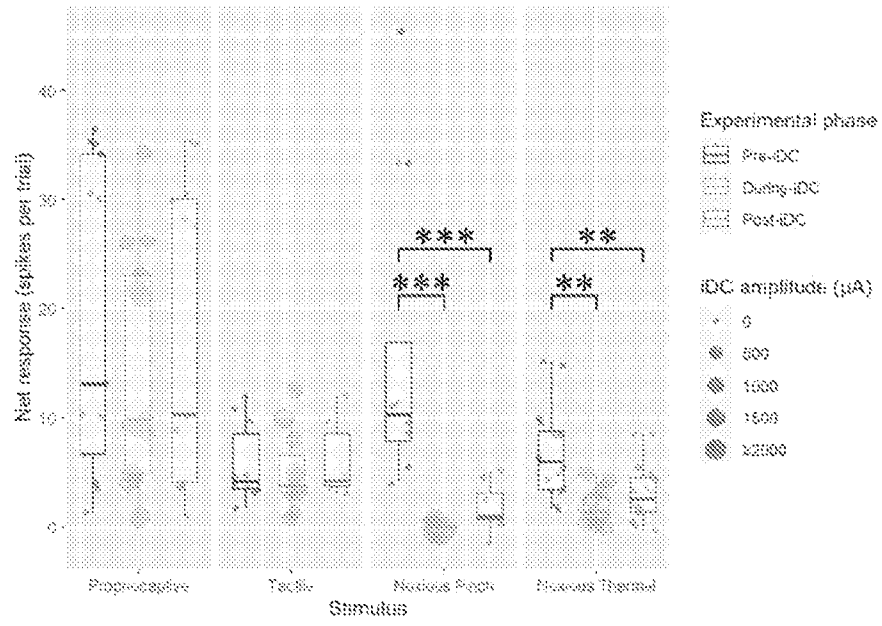 Net response (spikes per trial)
40
30
20
10
0
***
***
**
**
Proprioceptive
Tactile
Noxious Pinch
Noxious Thermal
Stimulus
Experimental phase
Pre-iDC
During-iDC
Post-iDC
iDC amplitude (µA)
0
500
1000
1500
≥2000